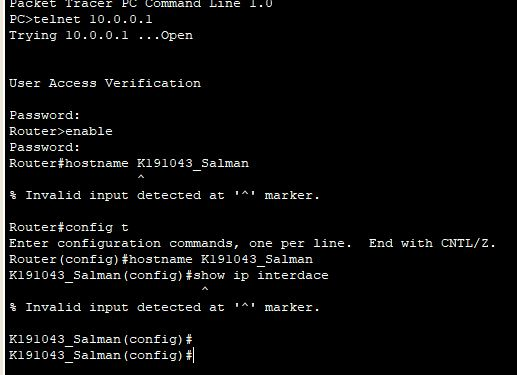 Packet Tracer PC Command Line 1.0
PC>telnet 10.0.0.1
Trying 10.0.0.1 ...Open
User Access Verification
Password:
Router>enable
Password:
Router#hostname K191043_Salman
^
% Invalid input detected at '^' marker.
Router#config t
Enter configuration commands, one per line.  End with CNTL/Z.
Router(config)#hostname K191043_Salman
K191043_Salman(config)#show ip interdace
^
% Invalid input detected at '^' marker.
K191043_Salman(config)#
K191043_Salman(config)#